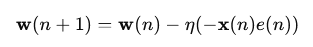 w(n + 1) = w(n) − η(−x(n)e(n))